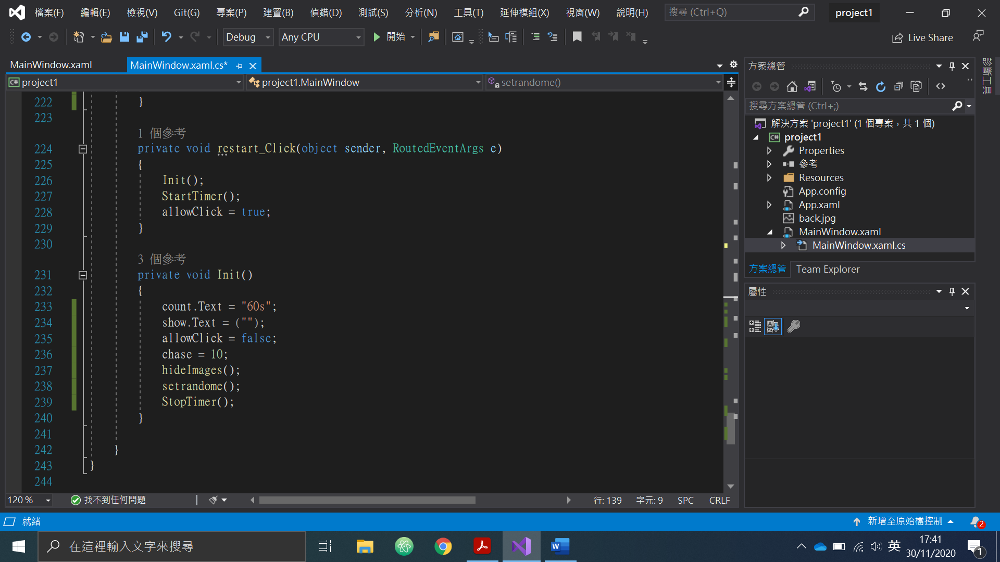 檔案(F) 編輯(E) 檢視(V) Git(G) 專案(P) 建置(B) 偵錯(D) 測試(S) 分析(N) 工具(T) 延伸模組(X) 視窗(W) 說明(H) 搜尋 (Ctrl+Q) project1
Debug Any CPU 開始 Live Share
MainWindow.xaml MainWindow.xaml.cs*
C# project1 project1.MainWindow setrandome()
222 }
223
1 個參考
224 private void restart_Click(object sender, RoutedEventArgs e)
225 {
226 Init();
227 StartTimer();
228 allowClick = true;
229 }
230
3 個參考
231 private void Init()
232 {
233 count.Text = "60s";
234 show.Text = ("");
235 allowClick = false;
236 chase = 10;
237 hideImages();
238 setrandome();
239 StopTimer();
240 }
241
242 }
243 }
244
120 % 找不到任何問題 行: 139 字元: 9 SPC CRLF
方案總管
搜尋方案總管 (Ctrl+;)
解決方案 'project1' (1 個專案，共 1 個)
C# project1
Properties
參考
Resources
App.config
App.xaml
back.jpg
MainWindow.xaml
MainWindow.xaml.cs
方案總管 Team Explorer
屬性
診斷工具
就緒 新增至原始檔控制 2
在這裡輸入文字來搜尋 英 17:41
30/11/2020 1